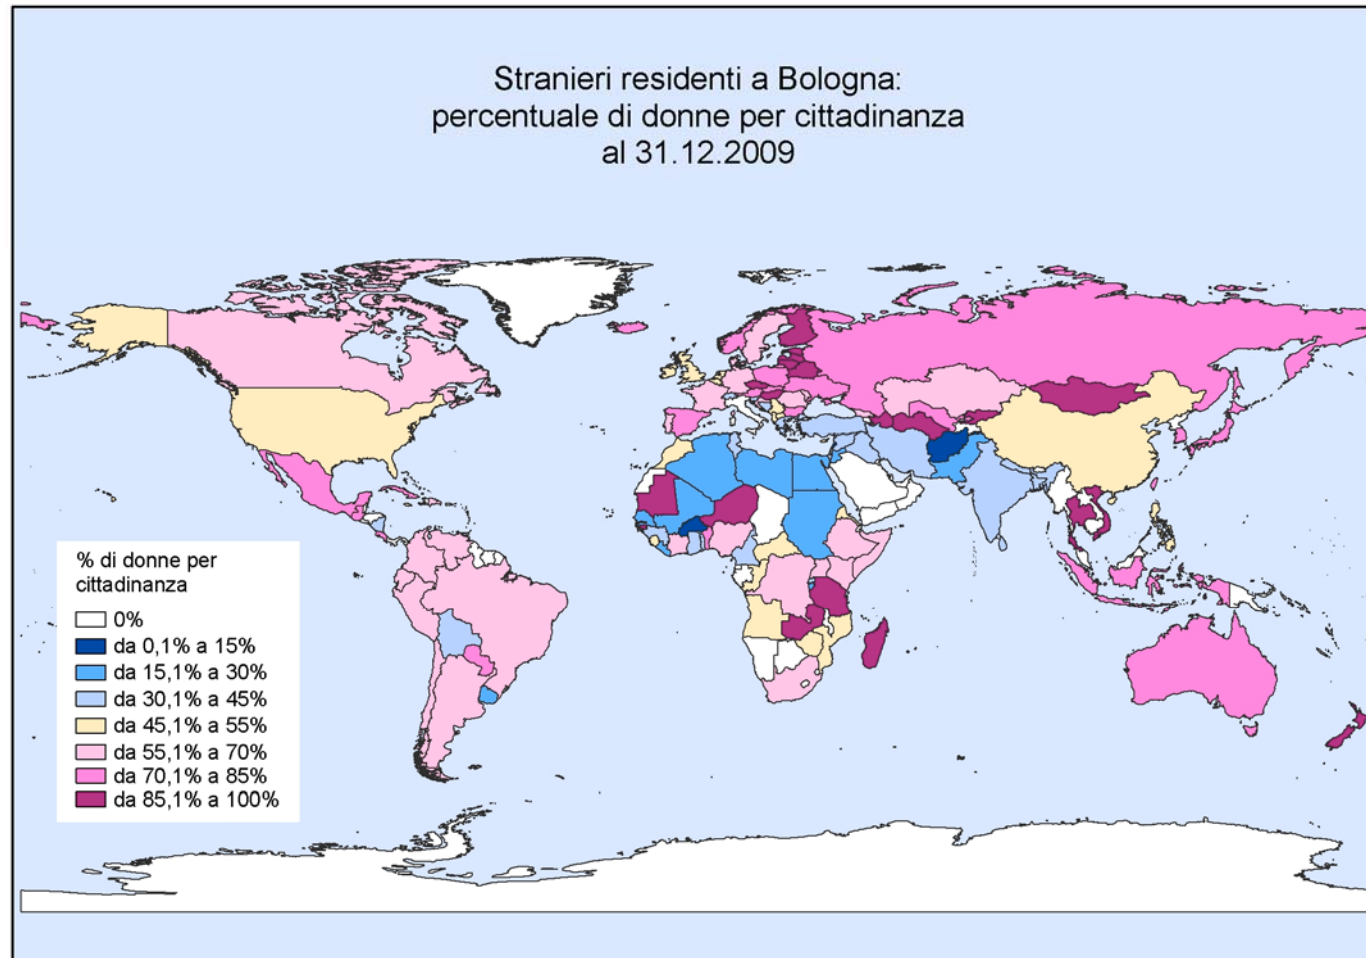 Stranieri residenti a Bologna:
percentuale di donne per cittadinanza
al 31.12.2009
% di donne per
cittadinanza
0%
da 0,1% a 15%
da 15,1% a 30%
da 30,1% a 45%
da 45,1% a 55%
da 55,1% a 70%
da 70,1% a 85%
da 85,1% a 100%